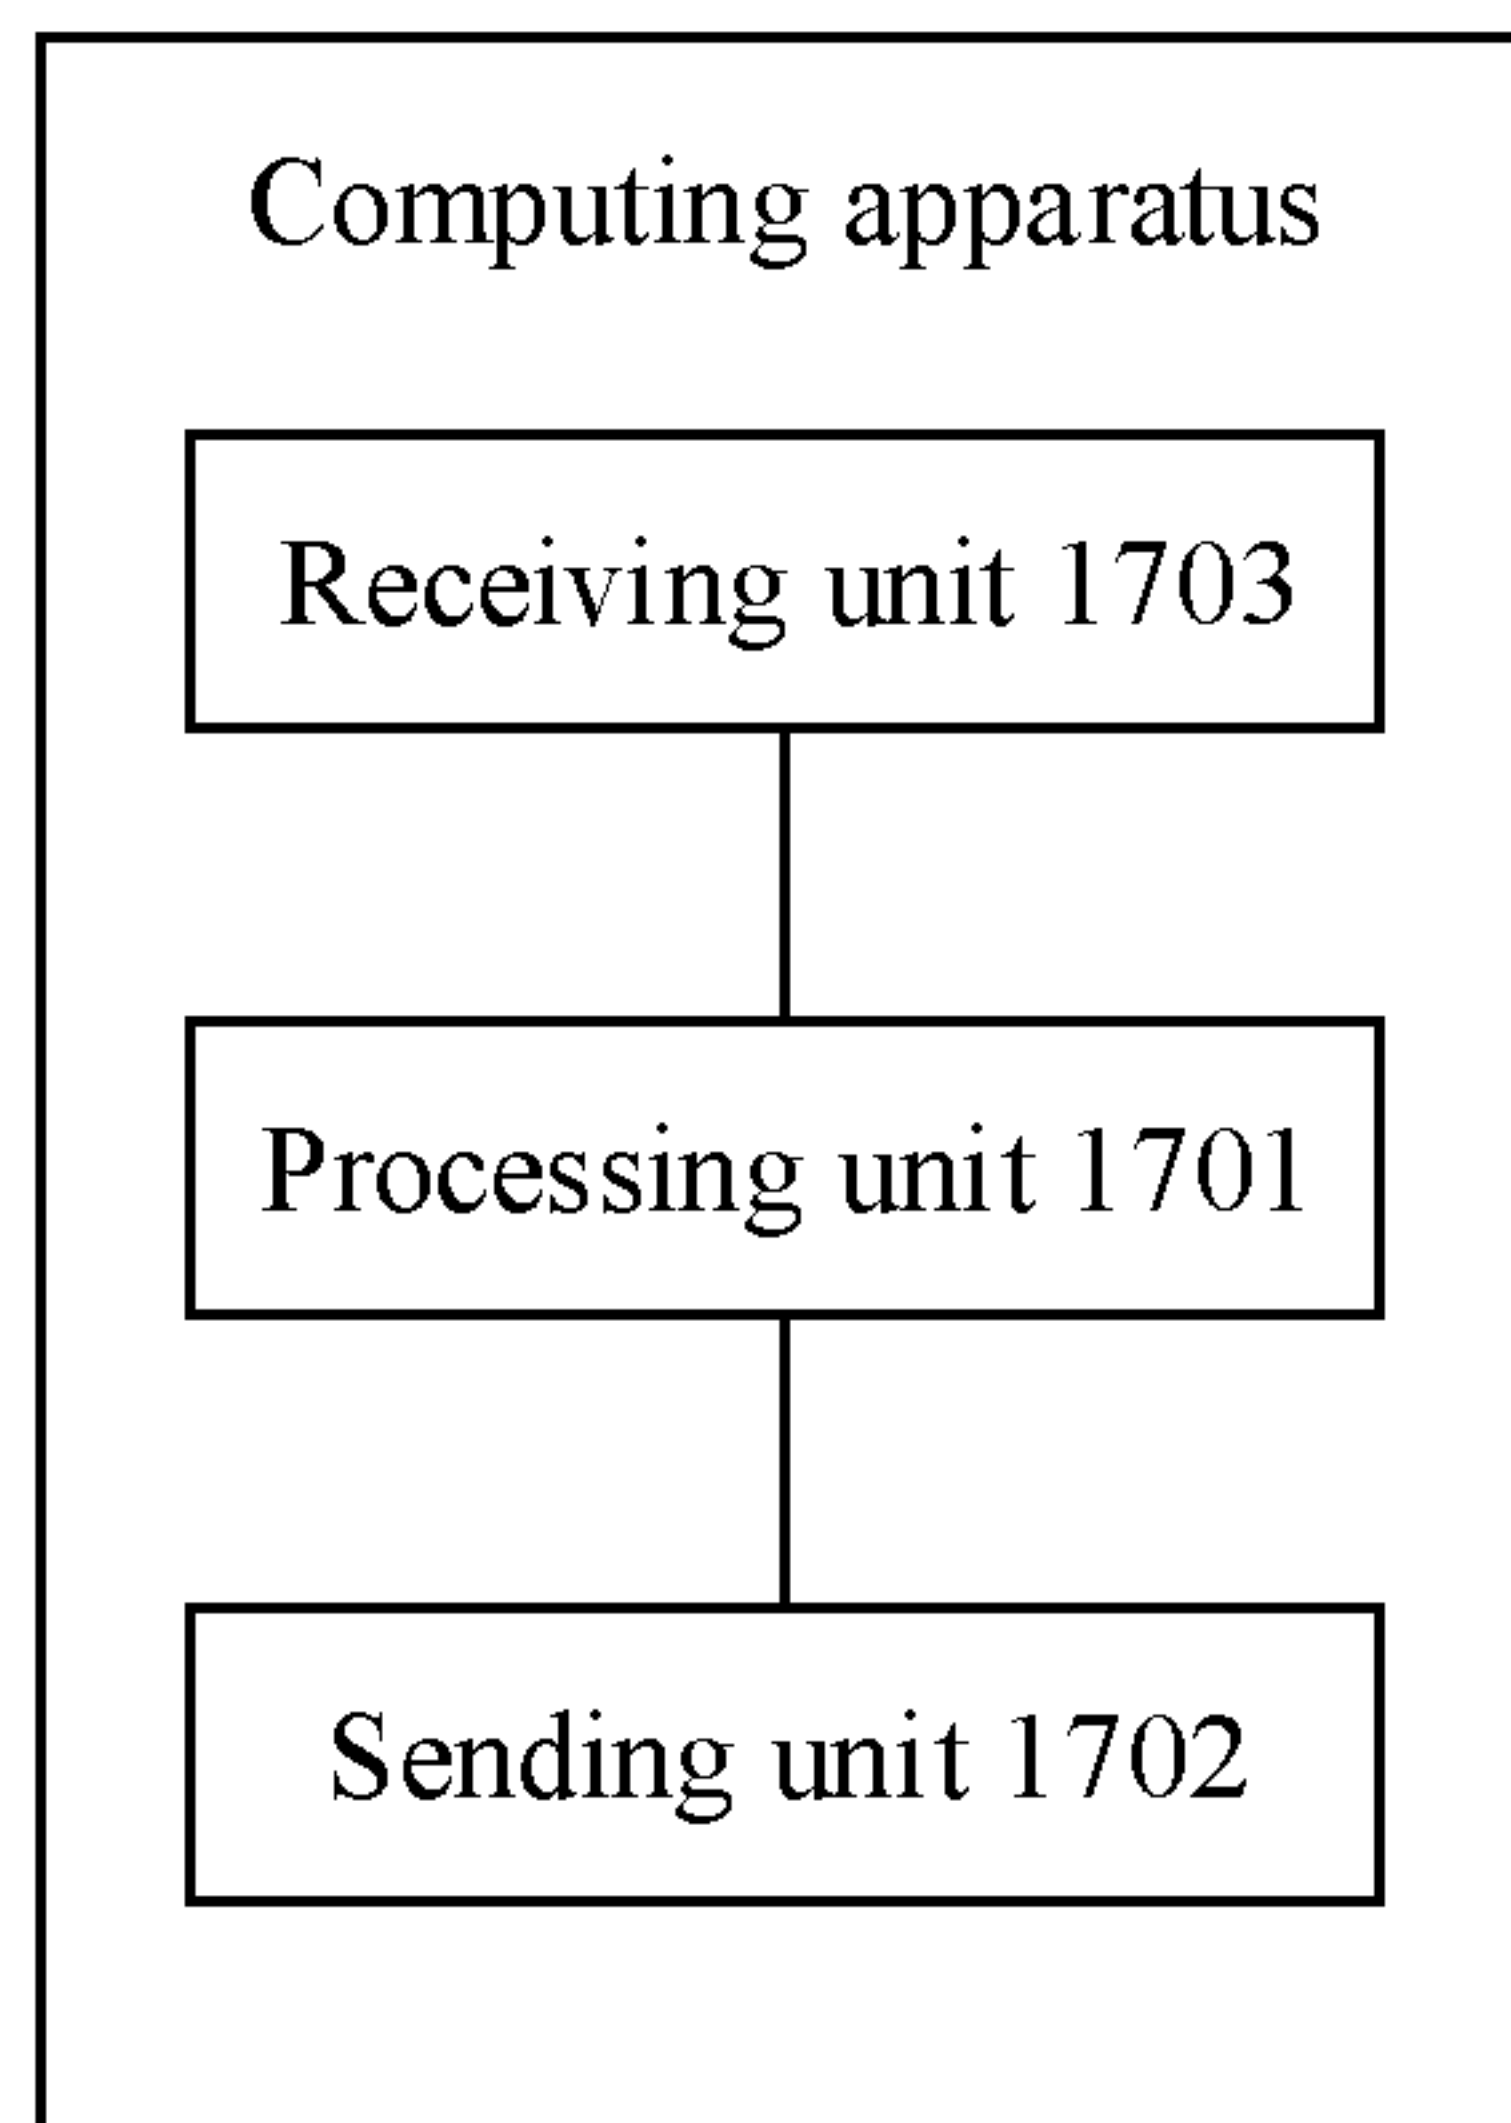 Computing apparatus
Receiving unit 1703
Processing unit 1701
Sending unit 1702